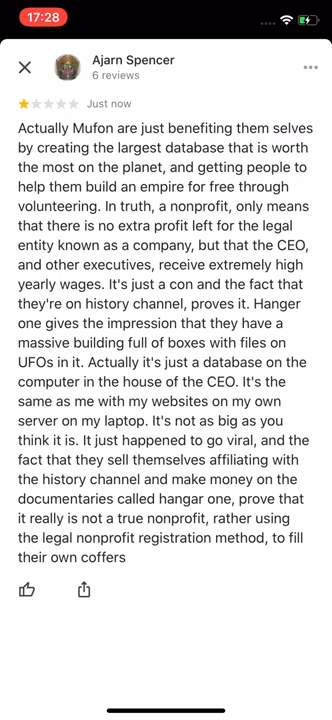 17:28
Ajarn Spencer
6 reviews
Just now
Actually Mufon are just benefiting them selves
by creating the largest database that is worth
the most on the planet, and getting people to
help them build an empire for free through
volunteering. In truth, a nonprofit, only means
that there is no extra profit left for the legal
entity known as a company, but that the CEO,
and other executives, receive extremely high
yearly wages. It's just a con and the fact that
they're on history channel, proves it. Hanger
one gives the impression that they have a
massive building full of boxes with files on
UFOs in it. Actually it's just a database on the
computer in the house of the CEO. It's the
same as me with my websites on my own
server on my laptop. It's not as big as you
think it is. It just happened to go viral, and the
fact that they sell themselves affiliating with
the history channel and make money on the
documentaries called hangar one, prove that
it really is not a true nonprofit, rather using
the legal nonprofit registration method, to fill
their own coffers